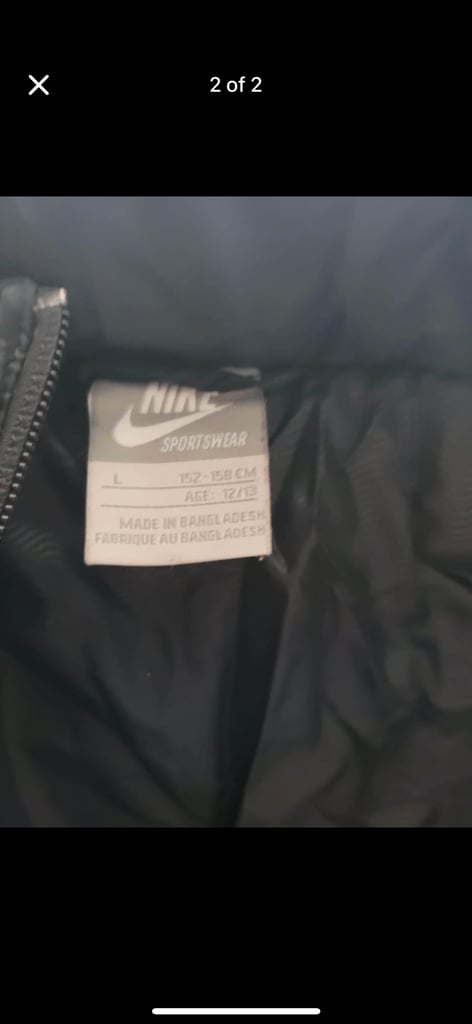 2 of 2
NIKE
SPORTSWEAR
L 152-158 CM
AGE: 12/13
MADE IN BANGLADESH
FABRIQUE AU BANGLADESH